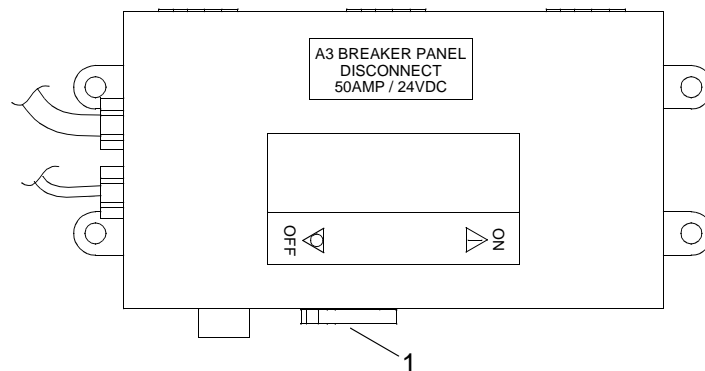 A3 BREAKER PANEL
DISCONNECT
50AMP / 24VDC
OFF
ON
1